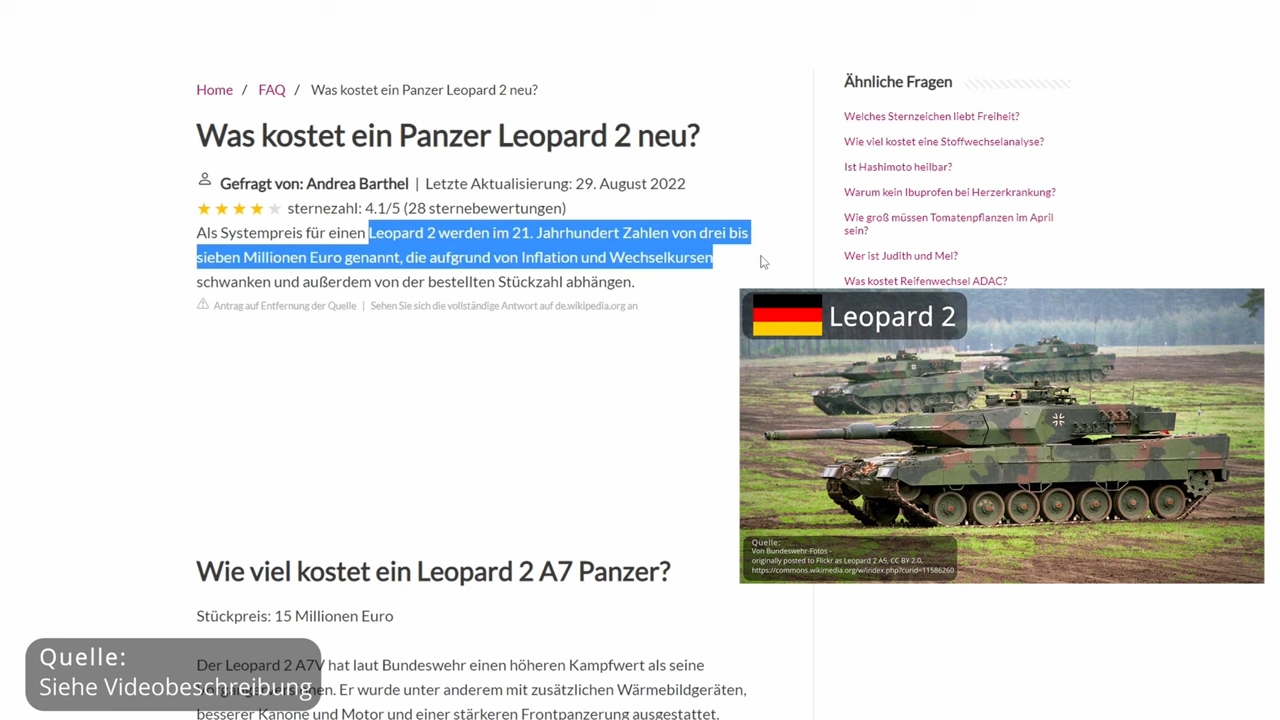 Home / FAQ / Was kostet ein Panzer Leopard 2 neu?
Was kostet ein Panzer Leopard 2 neu?
Gefragt von: Andrea Barthel | Letzte Aktualisierung: 29. August 2022
sternezahl: 4.1/5 (28 sternebewertungen)
Als Systempreis für einen Leopard 2 werden im 21. Jahrhundert Zahlen von drei bis
sieben Millionen Euro genannt, die aufgrund von Inflation und Wechselkursen
schwanken und außerdem von der bestellten Stückzahl abhängen.
Antrag auf Entfernung der Quelle | Sehen Sie sich die vollständige Antwort auf de.wikipedia.org an
Wie viel kostet ein Leopard 2 A7 Panzer?
Stückpreis: 15 Millionen Euro
Der Leopard 2 A7V hat laut Bundeswehr einen höheren Kampfwert als seine
Er wurde unter anderem mit zusätzlichen Wärmebildgeräten,
besserer Kanone und Motor und einer stärkeren Frontpanzerung ausgestattet.
Quelle:
Siehe Videobeschreibung
Ähnliche Fragen
Welches Sternzeichen liebt Freiheit?
Wie viel kostet eine Stoffwechselanalyse?
Ist Hashimoto heilbar?
Warum kein Ibuprofen bei Herzerkrankung?
Wie groß müssen Tomatenpflanzen im April
sein?
Wer ist Judith und Mel?
Was kostet Reifenwechsel ADAC?
Leopard 2
Quelle:
Von Bundeswehr-Fotos -
originally posted to Flickr as Leopard 2 A5, CC BY 2.0,
https://commons.wikimedia.org/w/index.php?curid=11586260